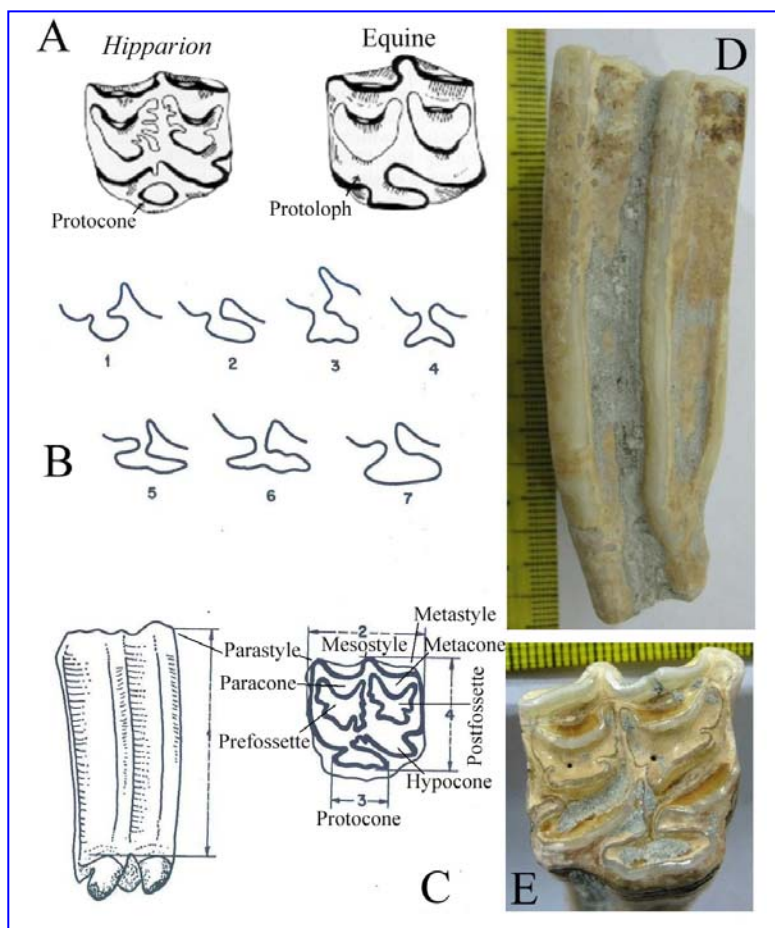 A
Hipparion
Equine
D
Protocone
Protoloph
1
2
3
4
B
5
6
7
2
Metastyle
Parastyle
Mesostyle
Metacone
Paracone
4
Postfossette
Prefossette
Hypocone
3
Protocone
C
E